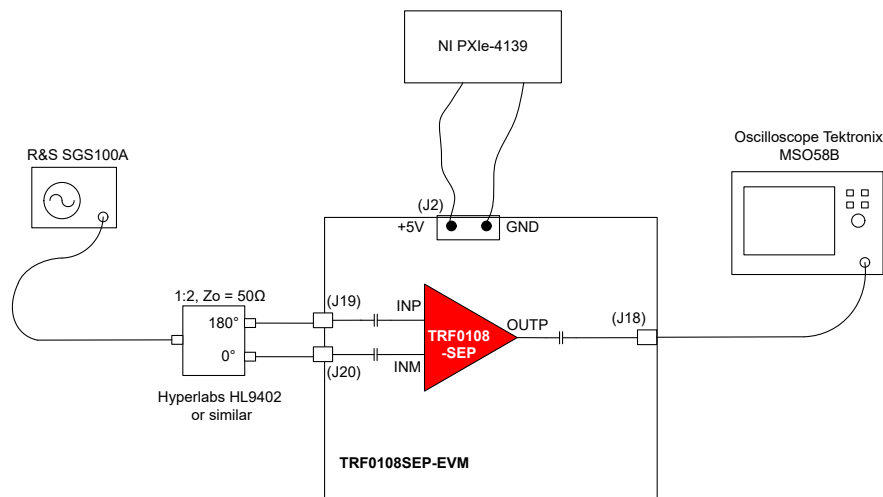 NI PXIe-4139
R&S SGS100A
Oscilloscope Tektronix
MSO58B
(J2)
+5V
GND
1:2, Zo = 50Ω
180°
0°
(J19)
(J20)
INP
INM
TRF0108
-SEP
OUTP
(J18)
Hyperlabs HL9402
or similar
TRF0108SEP-EVM